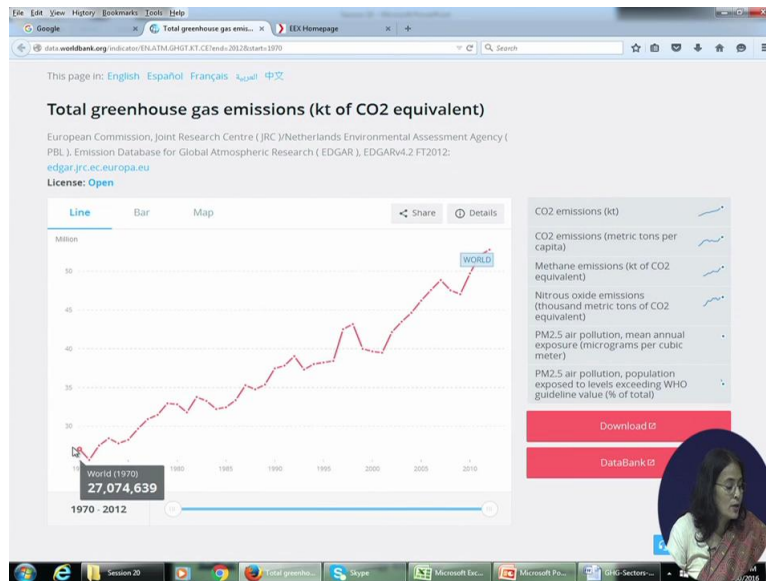 File Edit View History Bookmarks Tools Help
Google × Total greenhouse gas emis... × EEX Homepage × +
data.worldbank.org/indicator/EN.ATM.GHGT.KT.CE?end=2012&start=1970 Search
This page in: English Español Français العربية 中文
Total greenhouse gas emissions (kt of CO2 equivalent)
European Commission, Joint Research Centre ( JRC )/Netherlands Environmental Assessment Agency (
PBL ). Emission Database for Global Atmospheric Research ( EDGAR ), EDGARv4.2 FT2012:
edgar.jrc.ec.europa.eu
License: Open
Line Bar Map Share Details
Million
50
45
40
35
30
WORLD
1980 1985 1990 1995 2000 2005 2010
World (1970)
27,074,639
1970 - 2012
CO2 emissions (kt)
CO2 emissions (metric tons per
capita)
Methane emissions (kt of CO2
equivalent)
Nitrous oxide emissions
(thousand metric tons of CO2
equivalent)
PM2.5 air pollution, mean annual
exposure (micrograms per cubic
meter)
PM2.5 air pollution, population
exposed to levels exceeding WHO
guideline value (% of total)
Download
DataBank
Session 20 Total greenho... Skype Microsoft Exc... Microsoft Po... GHG-Sectors-...